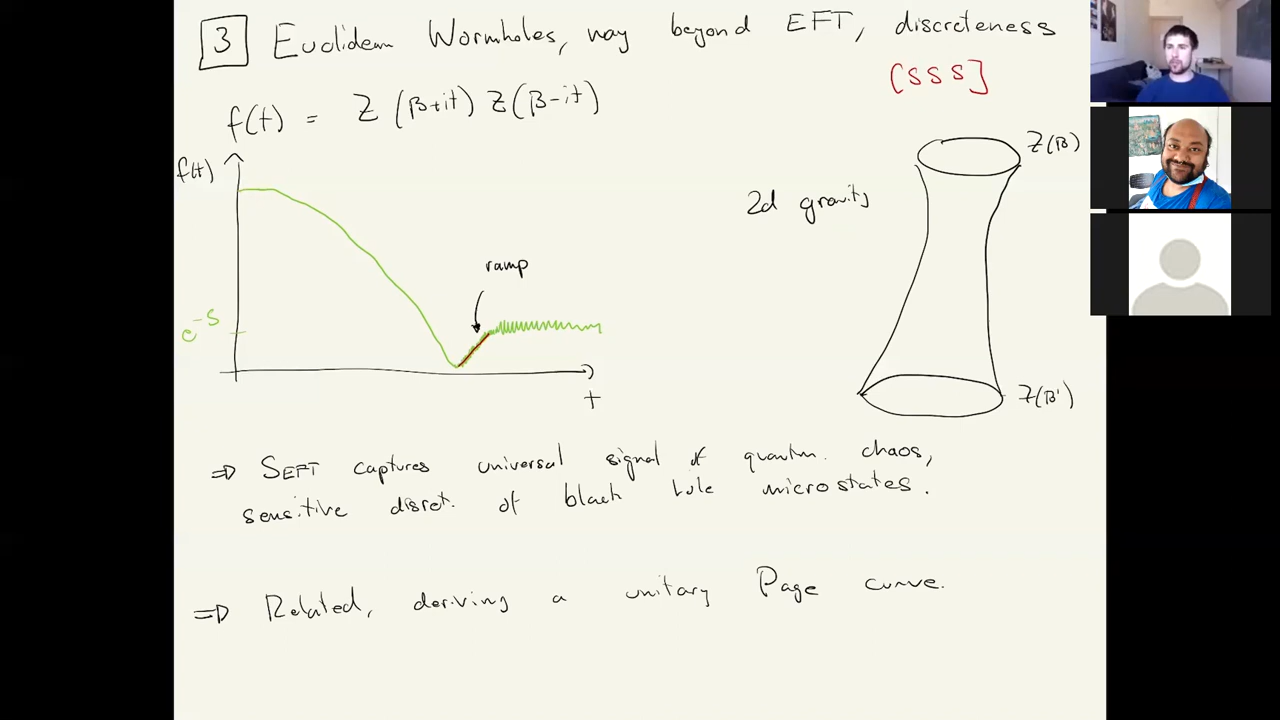 3 Euclidean Wormholes, way beyond EFT, discreteness
[SSS]
f(t) = Z(β+it) Z(β-it)
f(t)
ramp
e^-S
t
2d gravity
Z(β)
Z(β')
⇒ SEFT captures universal signal of quantum. chaos,
sensitive discret. of black hole microstates.
⇒ Related, deriving a unitary Page curve.